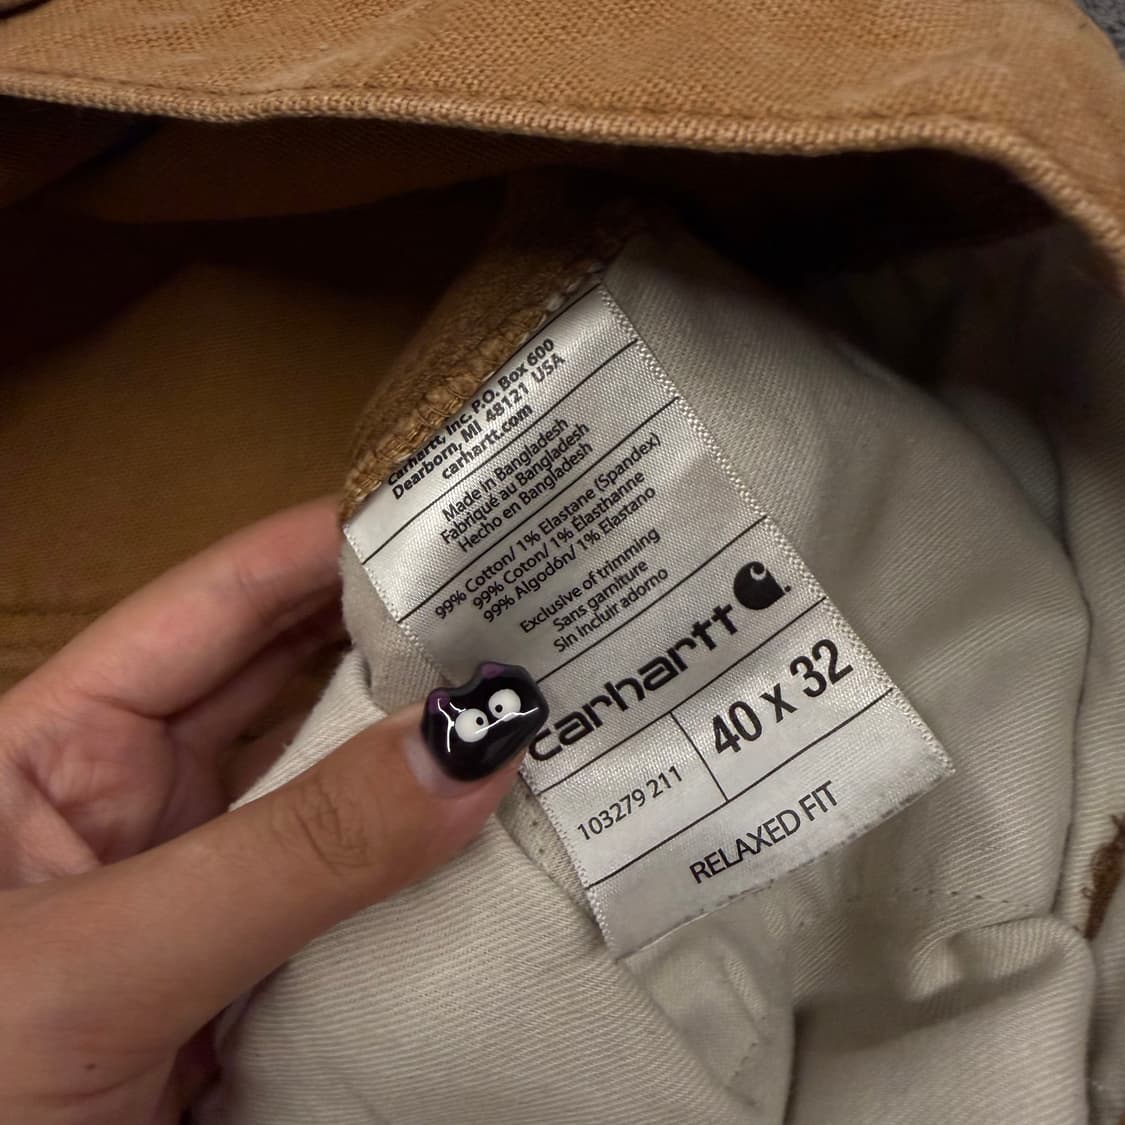 Carhartt, Inc. P.O. Box 600
Dearborn, MI 48121 USA
carhartt.com
Made in Bangladesh
Fabriqué au Bangladesh
Hecho en Bangladesh
99% Cotton/ 1% Elastane (Spandex)
99% Coton/ 1% Élasthanne
99% Algodón/ 1% Elastano
Exclusive of trimming
Sans garniture
Sin incluir adorno
carhartt
103279 211
40 x 32
RELAXED FIT